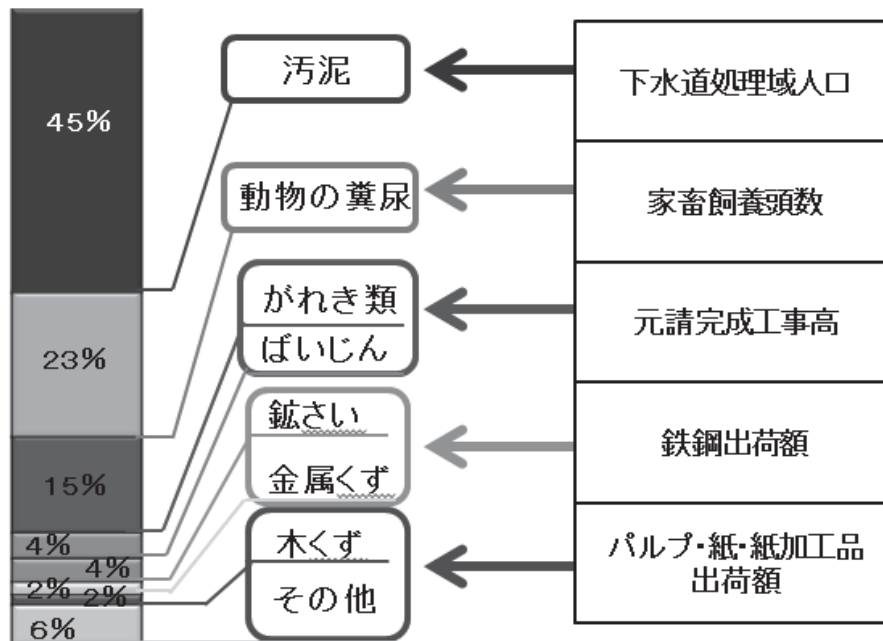 45%
23%
15%
4%
4%
2%
2%
6%
汚泥
動物の糞尿
がれき類
ばいじん
鉱さい
金属くず
木くず
その他
下水道処理域人口
家畜飼養頭数
元請完成工事高
鉄鋼出荷額
パルプ・紙・紙加工品
出荷額